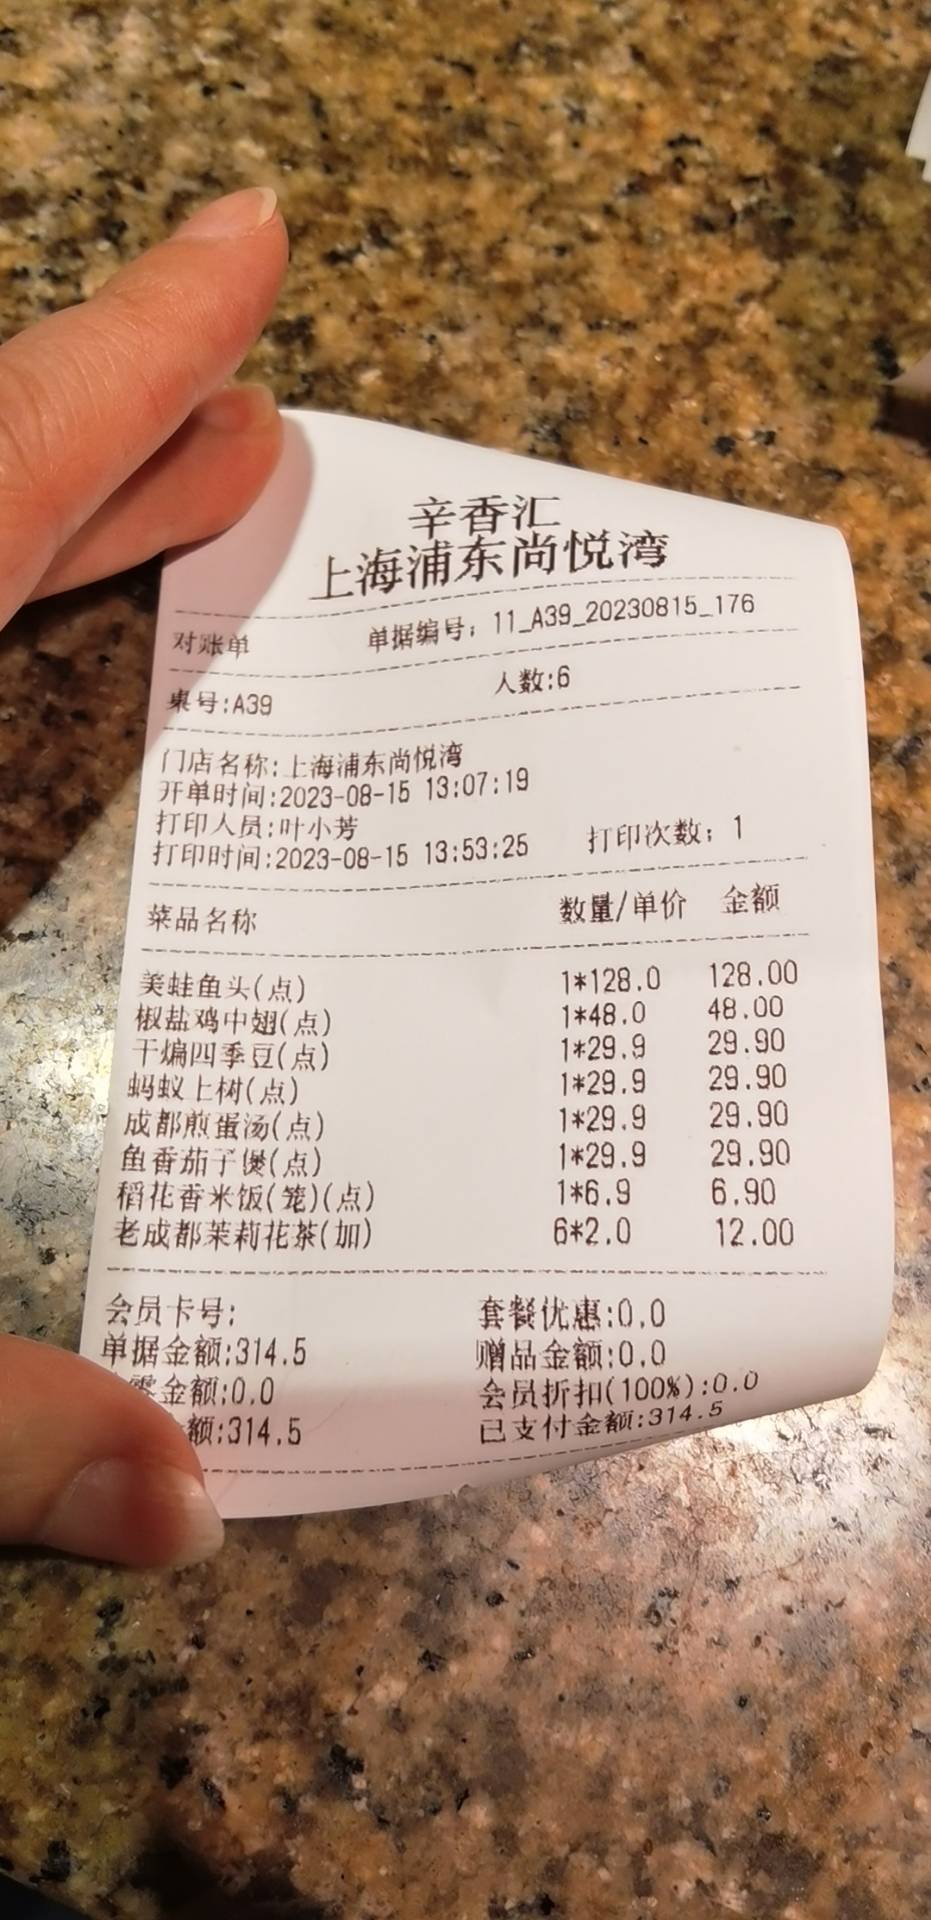 辛香汇
上海浦东尚悦湾
对账单 单据编号: 11_A39_20230815_176
桌号:A39 人数:6
门店名称:上海浦东尚悦湾
开单时间:2023-08-15 13:07:19
打印人员:叶小芳
打印时间:2023-08-15 13:53:25 打印次数: 1
菜品名称 数量/单价 金额
美蛙鱼头(点) 1*128.0 128.00
椒盐鸡中翅(点) 1*48.0 48.00
干煸四季豆(点) 1*29.9 29.90
蚂蚁上树(点) 1*29.9 29.90
成都煎蛋汤(点) 1*29.9 29.90
鱼香茄子煲(点) 1*29.9 29.90
稻花香米饭(笼)(点) 1*6.9 6.90
老成都茉莉花茶(加) 6*2.0 12.00
会员卡号: 套餐优惠:0.0
单据金额:314.5 赠品金额:0.0
零金额:0.0 会员折扣(100%):0.0
额:314.5 已支付金额:314.5